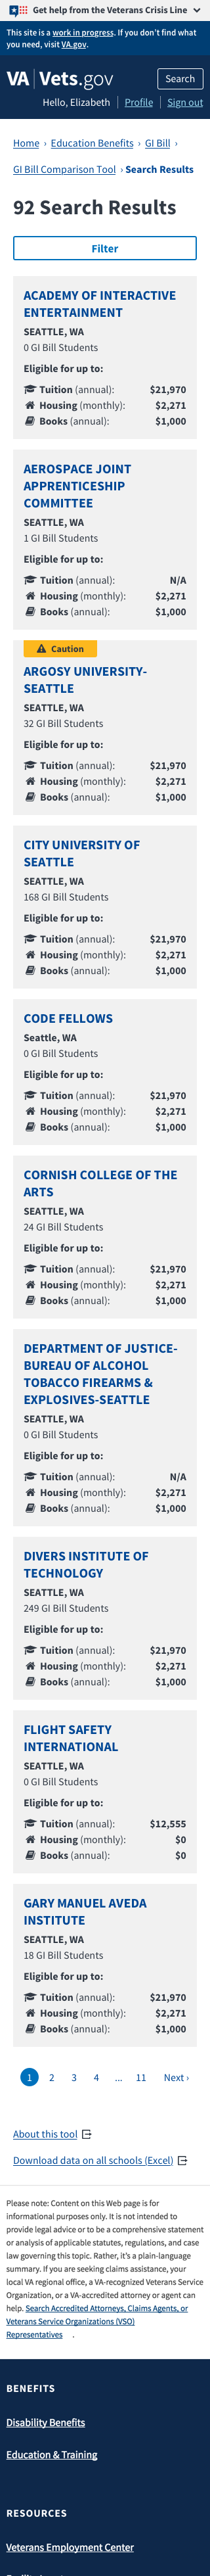 Get help from the Veterans Crisis Line
This site is a work in progress. If you don't find what
you need, visit VA.gov.
VA | Vets.gov
Search
Hello, Elizabeth | Profile | Sign out
Home › Education Benefits › GI Bill ›
GI Bill Comparison Tool › Search Results
92 Search Results
Filter
ACADEMY OF INTERACTIVE
ENTERTAINMENT
SEATTLE, WA
0 GI Bill Students
Eligible for up to:
Tuition (annual): $21,970
Housing (monthly): $2,271
Books (annual): $1,000
AEROSPACE JOINT
APPRENTICESHIP
COMMITTEE
SEATTLE, WA
1 GI Bill Students
Eligible for up to:
Tuition (annual): N/A
Housing (monthly): $2,271
Books (annual): $1,000
Caution
ARGOSY UNIVERSITY-
SEATTLE
SEATTLE, WA
32 GI Bill Students
Eligible for up to:
Tuition (annual): $21,970
Housing (monthly): $2,271
Books (annual): $1,000
CITY UNIVERSITY OF
SEATTLE
SEATTLE, WA
168 GI Bill Students
Eligible for up to:
Tuition (annual): $21,970
Housing (monthly): $2,271
Books (annual): $1,000
CODE FELLOWS
Seattle, WA
0 GI Bill Students
Eligible for up to:
Tuition (annual): $21,970
Housing (monthly): $2,271
Books (annual): $1,000
CORNISH COLLEGE OF THE
ARTS
SEATTLE, WA
24 GI Bill Students
Eligible for up to:
Tuition (annual): $21,970
Housing (monthly): $2,271
Books (annual): $1,000
DEPARTMENT OF JUSTICE-
BUREAU OF ALCOHOL
TOBACCO FIREARMS &
EXPLOSIVES-SEATTLE
SEATTLE, WA
0 GI Bill Students
Eligible for up to:
Tuition (annual): N/A
Housing (monthly): $2,271
Books (annual): $1,000
DIVERS INSTITUTE OF
TECHNOLOGY
SEATTLE, WA
249 GI Bill Students
Eligible for up to:
Tuition (annual): $21,970
Housing (monthly): $2,271
Books (annual): $1,000
FLIGHT SAFETY
INTERNATIONAL
SEATTLE, WA
0 GI Bill Students
Eligible for up to:
Tuition (annual): $12,555
Housing (monthly): $0
Books (annual): $0
GARY MANUEL AVEDA
INSTITUTE
SEATTLE, WA
18 GI Bill Students
Eligible for up to:
Tuition (annual): $21,970
Housing (monthly): $2,271
Books (annual): $1,000
1 2 3 4 ... 11 Next ›
About this tool
Download data on all schools (Excel)
Please note: Content on this Web page is for
informational purposes only. It is not intended to
provide legal advice or to be a comprehensive statement
or analysis of applicable statutes, regulations, and case
law governing this topic. Rather, it's a plain-language
summary. If you are seeking claims assistance, your
local VA regional office, a VA-recognized Veterans Service
Organization, or a VA-accredited attorney or agent can
help. Search Accredited Attorneys, Claims Agents, or
Veterans Service Organizations (VSO)
Representatives .
BENEFITS
Disability Benefits
Education & Training
RESOURCES
Veterans Employment Center